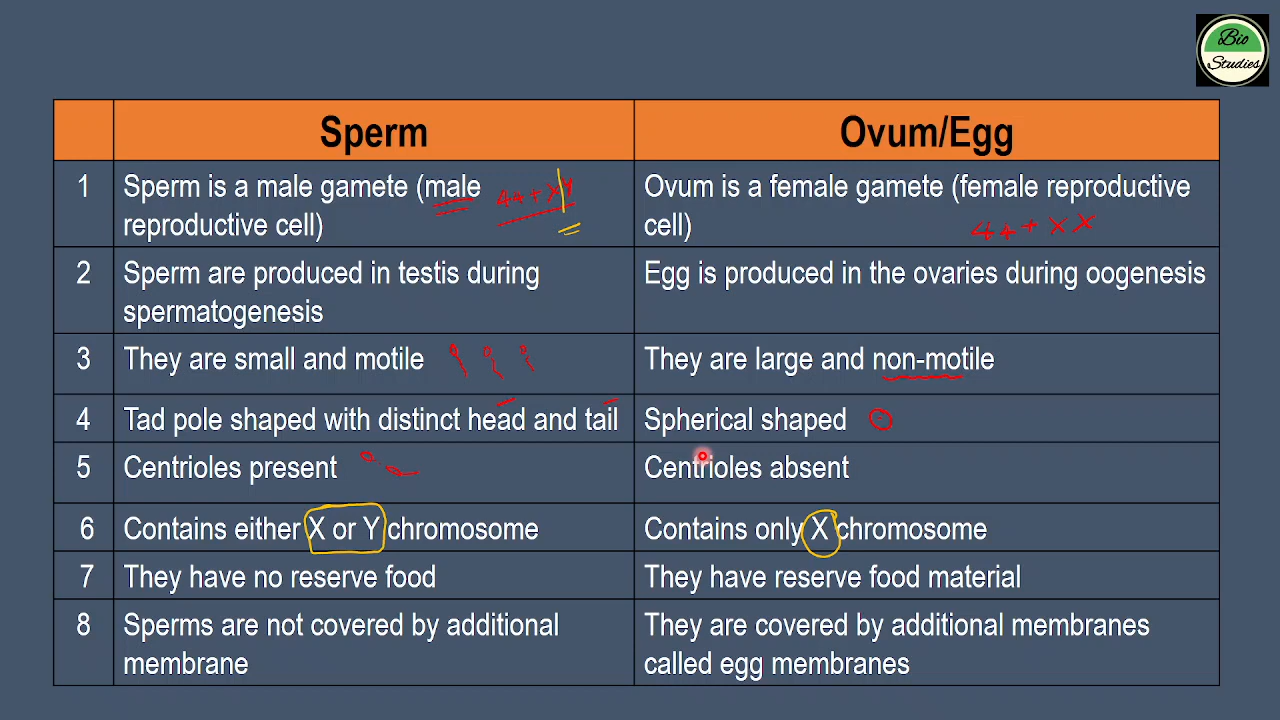 Bio
Studies
Sperm
Ovum/Egg
1
Sperm is a male gamete (male
reproductive cell)
44 + XY
Ovum is a female gamete (female reproductive
cell)
44 + XX
2
Sperm are produced in testis during
spermatogenesis
Egg is produced in the ovaries during oogenesis
3
They are small and motile
They are large and non-motile
4
Tad pole shaped with distinct head and tail
Spherical shaped
5
Centrioles present
Centrioles absent
6
Contains either X or Y chromosome
Contains only X chromosome
7
They have no reserve food
They have reserve food material
8
Sperms are not covered by additional
membrane
They are covered by additional membranes
called egg membranes